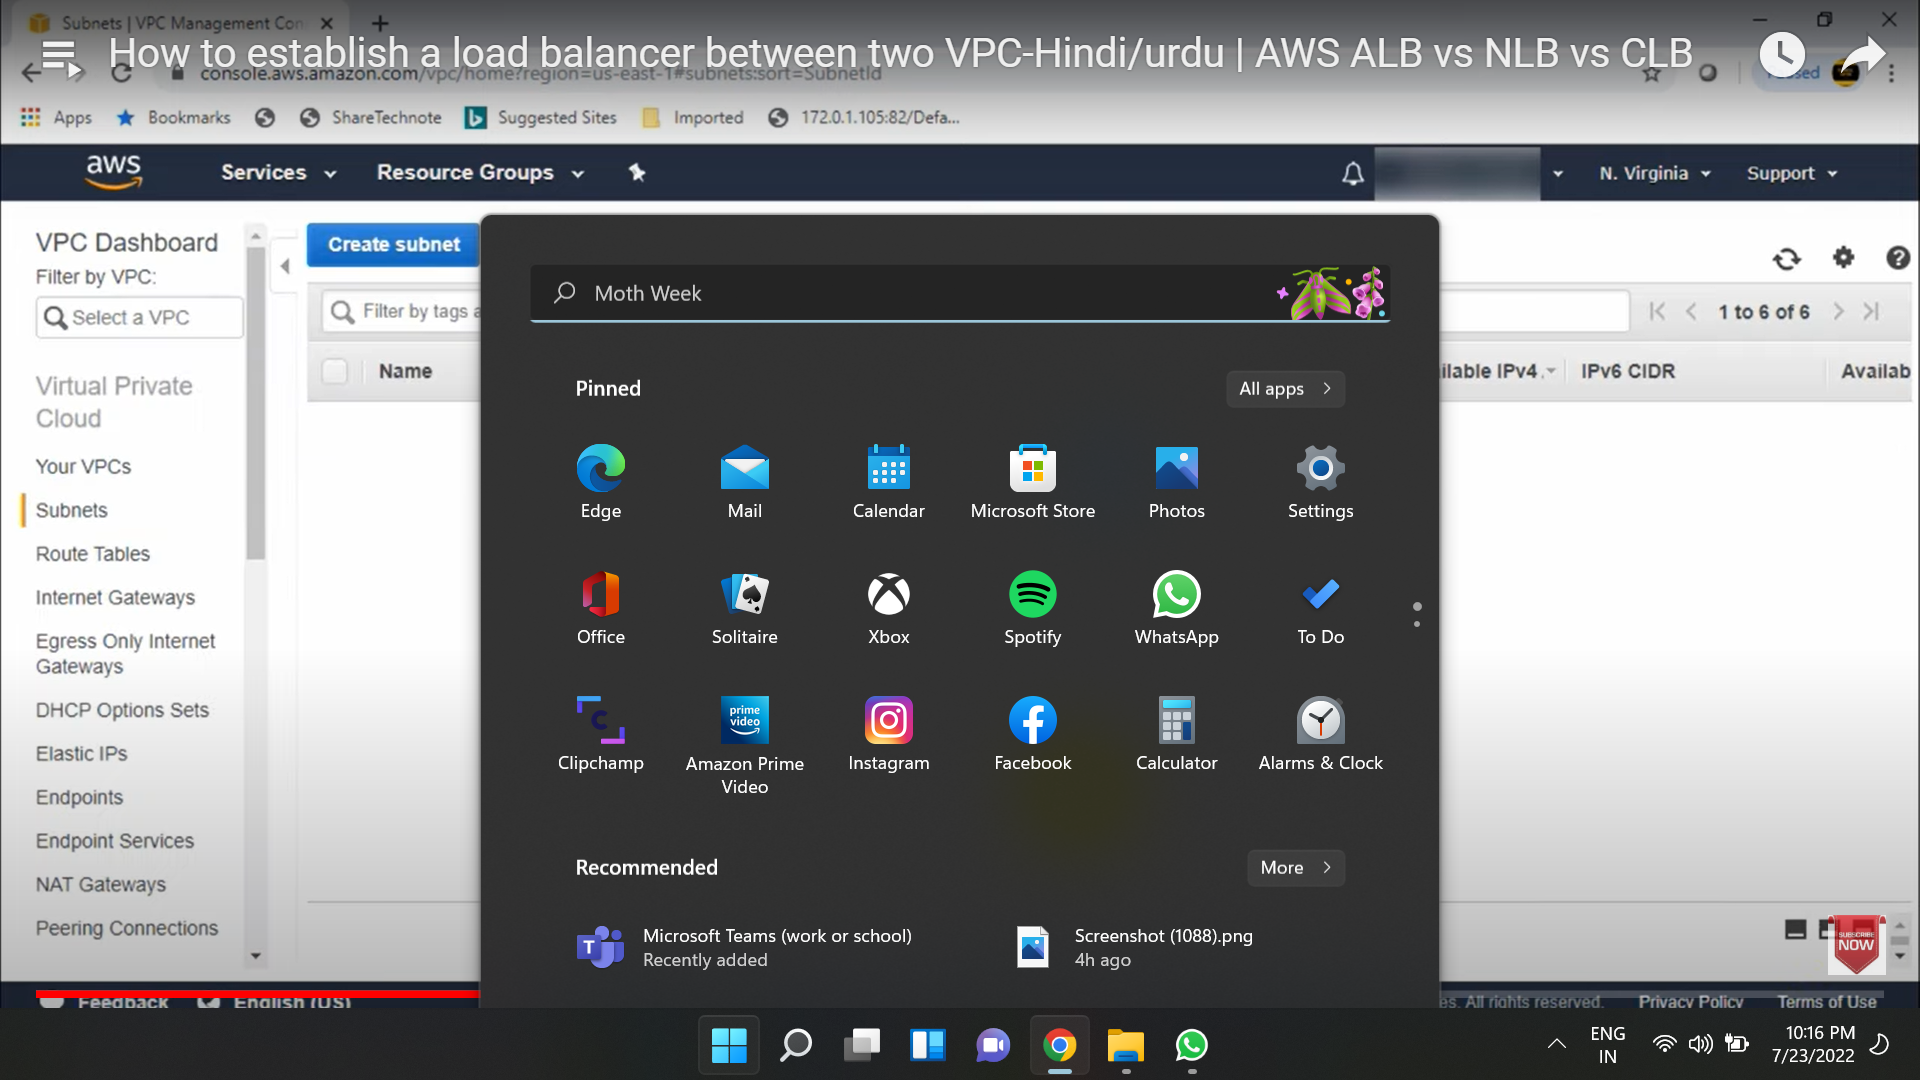 Subnets | VPC Management Con
How to establish a load balancer between two VPC-Hindi/urdu | AWS ALB vs NLB vs CLB
console.aws.amazon.com/vpc/home?region=us-east-1#subnets:sort=SubnetId
Apps
Bookmarks
ShareTechnote
Suggested Sites
Imported
172.0.1.105:82/Defa...
aws
Services
Resource Groups
N. Virginia
Support
VPC Dashboard
Filter by VPC:
Select a VPC
Virtual Private
Cloud
Your VPCs
Subnets
Route Tables
Internet Gateways
Egress Only Internet
Gateways
DHCP Options Sets
Elastic IPs
Endpoints
Endpoint Services
NAT Gateways
Peering Connections
Create subnet
Filter by tags a
1 to 6 of 6
Name
ilable IPv4
IPv6 CIDR
Availab
Moth Week
Pinned
All apps
Edge
Mail
Calendar
Microsoft Store
Photos
Settings
Office
Solitaire
Xbox
Spotify
WhatsApp
To Do
prime
video
Clipchamp
Amazon Prime
Video
Instagram
Facebook
Calculator
Alarms & Clock
Recommended
More
Microsoft Teams (work or school)
Recently added
Screenshot (1088).png
4h ago
SUBSCRIBE
NOW
Feedback
English (US)
es. All rights reserved.
Privacy Policy
Terms of Use
ENG
IN
10:16 PM
7/23/2022